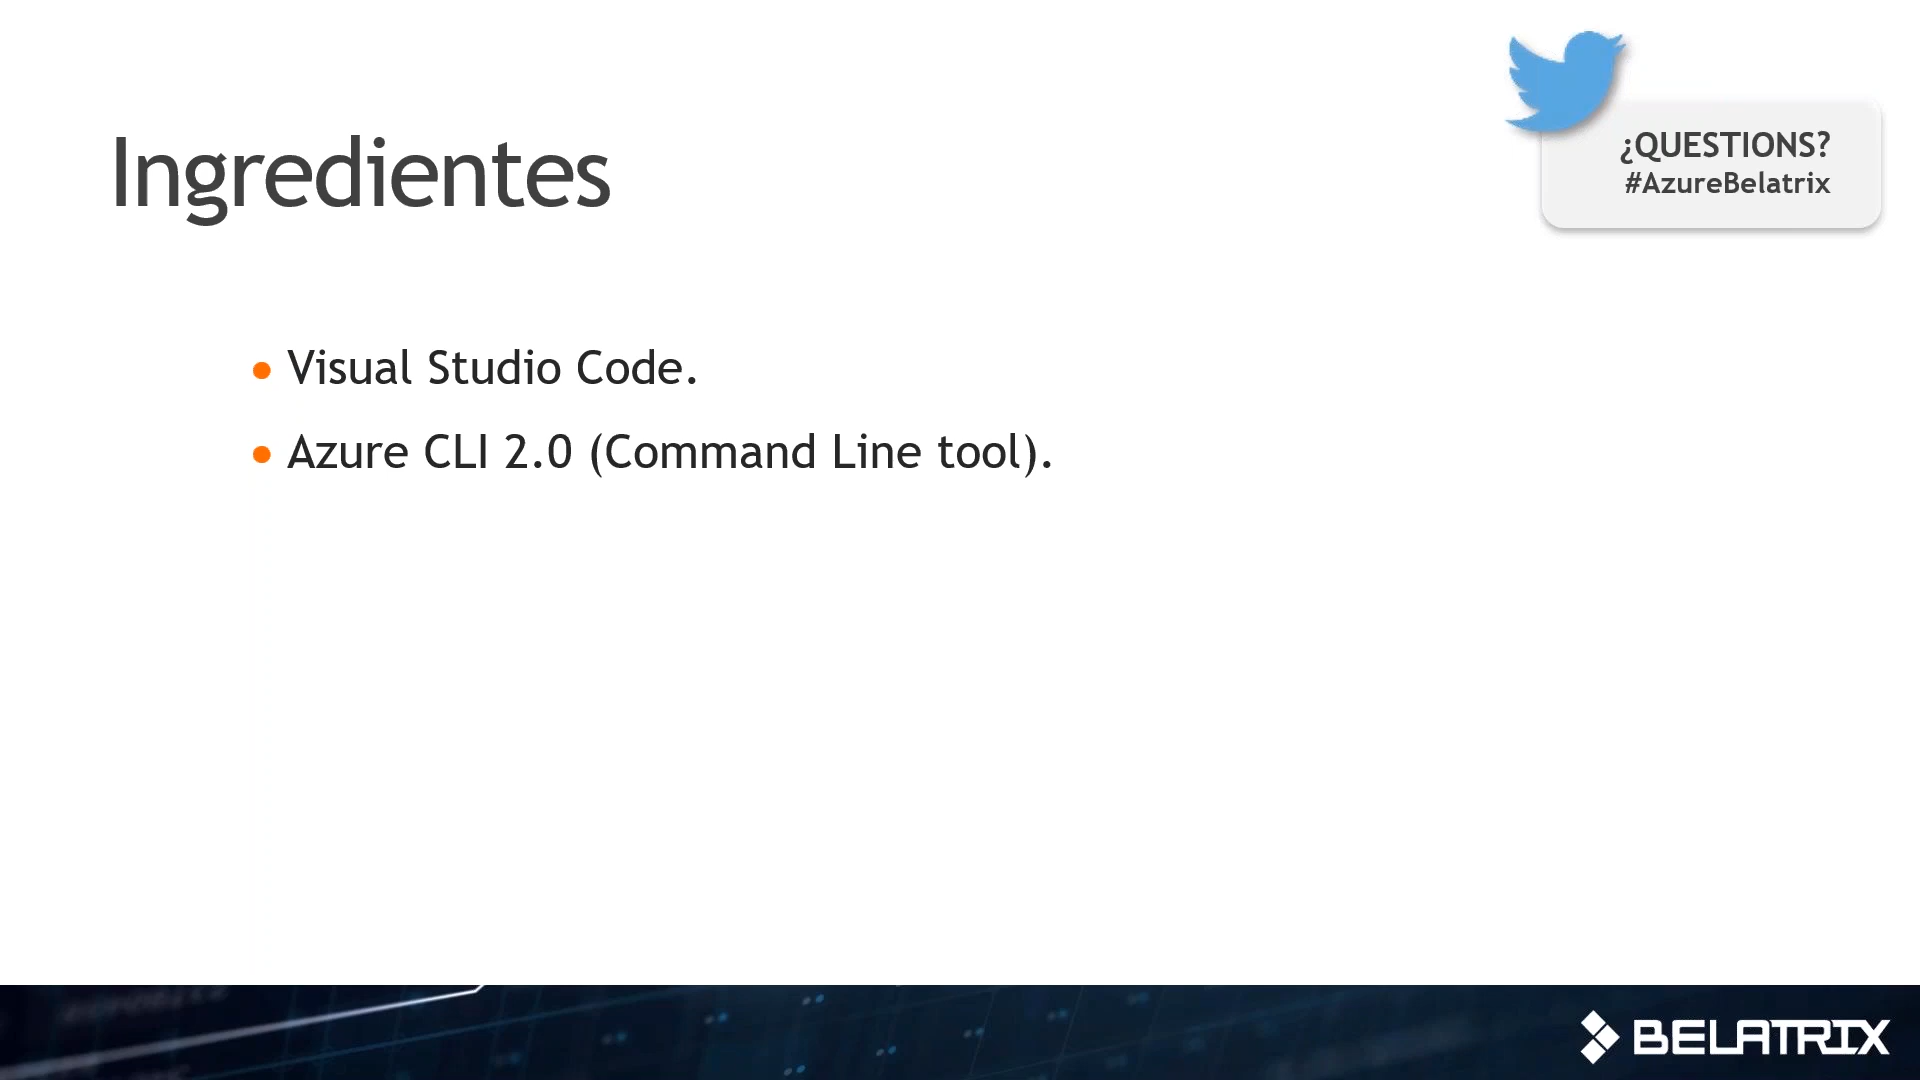 Ingredientes
¿QUESTIONS?
#AzureBelatrix
Visual Studio Code.
Azure CLI 2.0 (Command Line tool).
BELATRIX